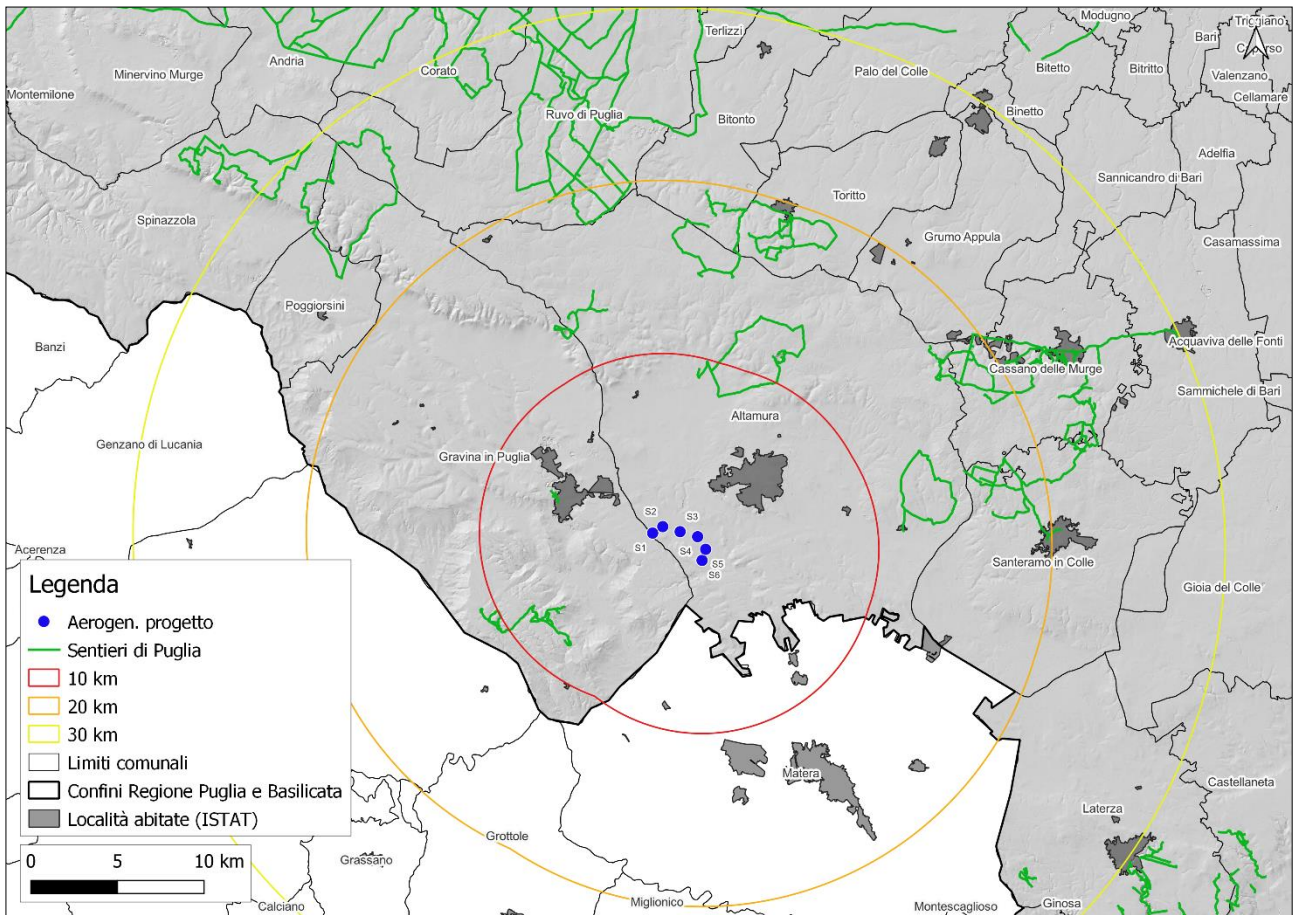 Modugno
Triggiano
Terlizzi
Bari
Andria
Bitetto
Bitritto
Corato
Palo del Colle
Minervino Murge
Valenzano
Montemilone
Cellamare
Ruvo di Puglia
Binetto
Bitonto
Adelfia
Sannicandro di Bari
Toritto
Spinazzola
Grumo Appula
Casamassima
Poggiorsini
Acquaviva delle Fonti
Banzi
Cassano delle Murge
Sammichele di Bari
Altamura
Genzano di Lucania
Gravina in Puglia
S2
S3
S1
S4
Acerenza
S5
Santeramo in Colle
S6
Gioia del Colle
Legenda
Aerogen. progetto
Sentieri di Puglia
10 km
20 km
30 km
Limiti comunali
Confini Regione Puglia e Basilicata
Località abitate (ISTAT)
0 5 10 km
Matera
Castellaneta
Laterza
Grottole
Grassano
Calciano
Miglionico
Montescaglioso
Ginosa